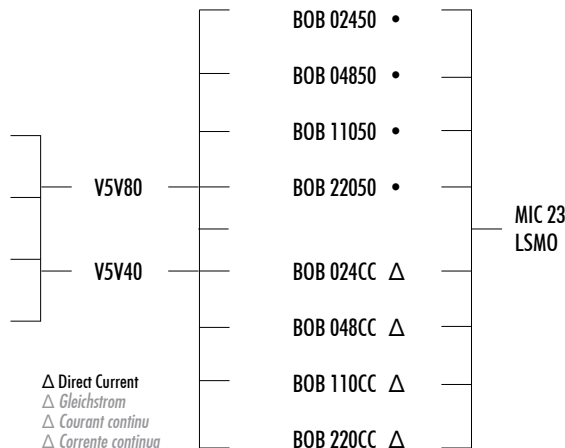 BOB 02450 •
BOB 04850 •
BOB 11050 •
V5V80 BOB 22050 •
MIC 23
LSMO
V5V40 BOB 024CC Δ
BOB 048CC Δ
BOB 110CC Δ
BOB 220CC Δ
Δ Direct Current
Δ Gleichstrom
Δ Courant continu
Δ Corrente continua